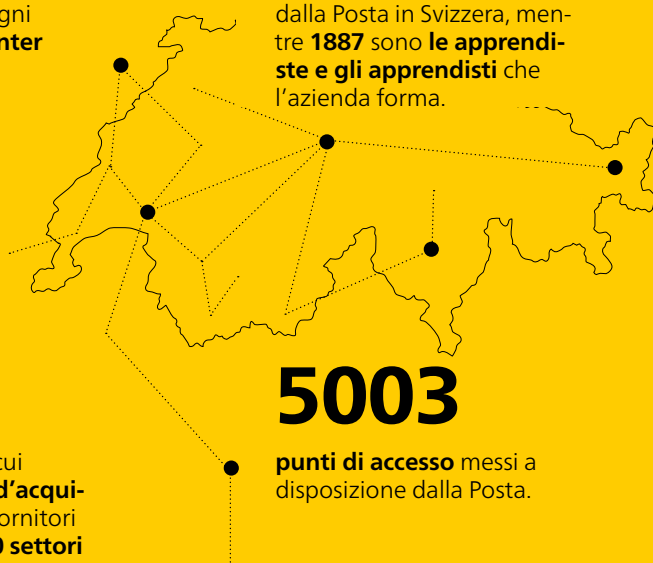 gni
nter
dalla Posta in Svizzera, men-
tre 1887 sono le apprendi-
ste e gli apprendisti che
l'azienda forma.
5003
punti di accesso messi a
disposizione dalla Posta.
cui
d'acqui-
ornitori
0 settori